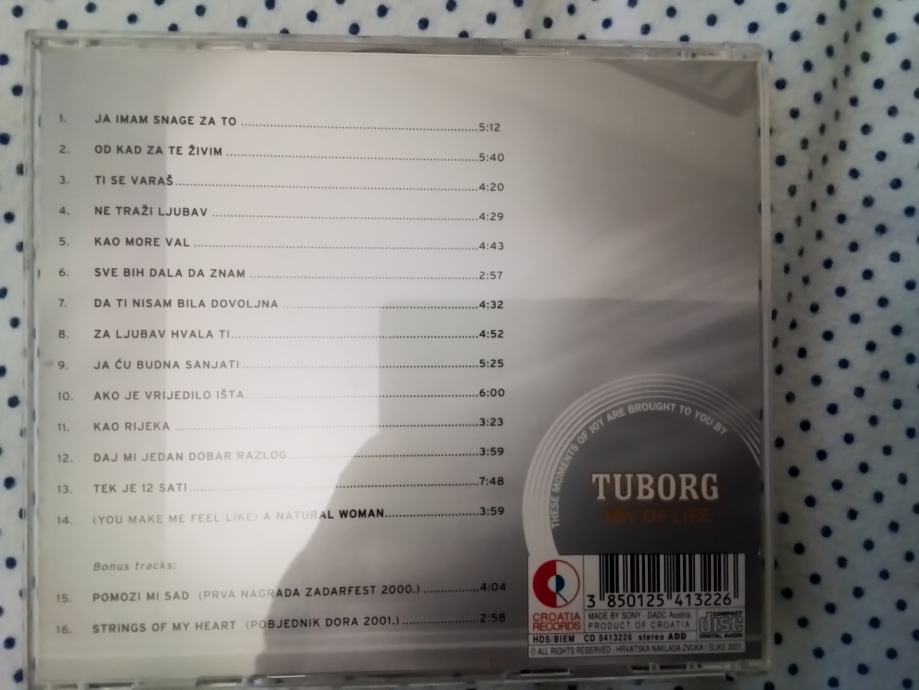 1. JA IMAM SNAGE ZA TO 5:12
2. OD KAD ZA TE ŽIVIM 5:40
3. TI SE VARAŠ 4:20
4. NE TRAŽI LJUBAV 4:29
5. KAO MORE VAL 4:43
6. SVE BIH DALA DA ZNAM 2:57
7. DA TI NISAM BILA DOVOLJNA 4:32
8. ZA LJUBAV HVALA TI 4:52
9. JA ĆU BUDNA SANJATI 5:25
10. AKO JE VRIJEDILO IŠTA 6:00
11. KAO RIJEKA 3:23
12. DAJ MI JEDAN DOBAR RAZLOG 3:59
13. TEK JE 12 SATI 7:48
14. (YOU MAKE ME FEEL LIKE) A NATURAL WOMAN 3:59
Bonus tracks:
15. POMOZI MI SAD (PRVA NAGRADA ZADARFEST 2000.) 4:04
16. STRINGS OF MY HEART (POBJEDNIK DORA 2001.) 2:58
THESE MOMENTS OF JOY ARE BROUGHT TO YOU BY
TUBORG
JOY OF LIFE
3 850125 413226
CROATIA RECORDS
MADE BY SONY DADC Austria
PRODUCT OF CROATIA
COMPACT disc DIGITAL AUDIO
HDS/BIEM CD 5413226 stereo ADD
© ALL RIGHTS RESERVED - HRVATSKA NAKLADA ZVUKA I SLIKE 2001.